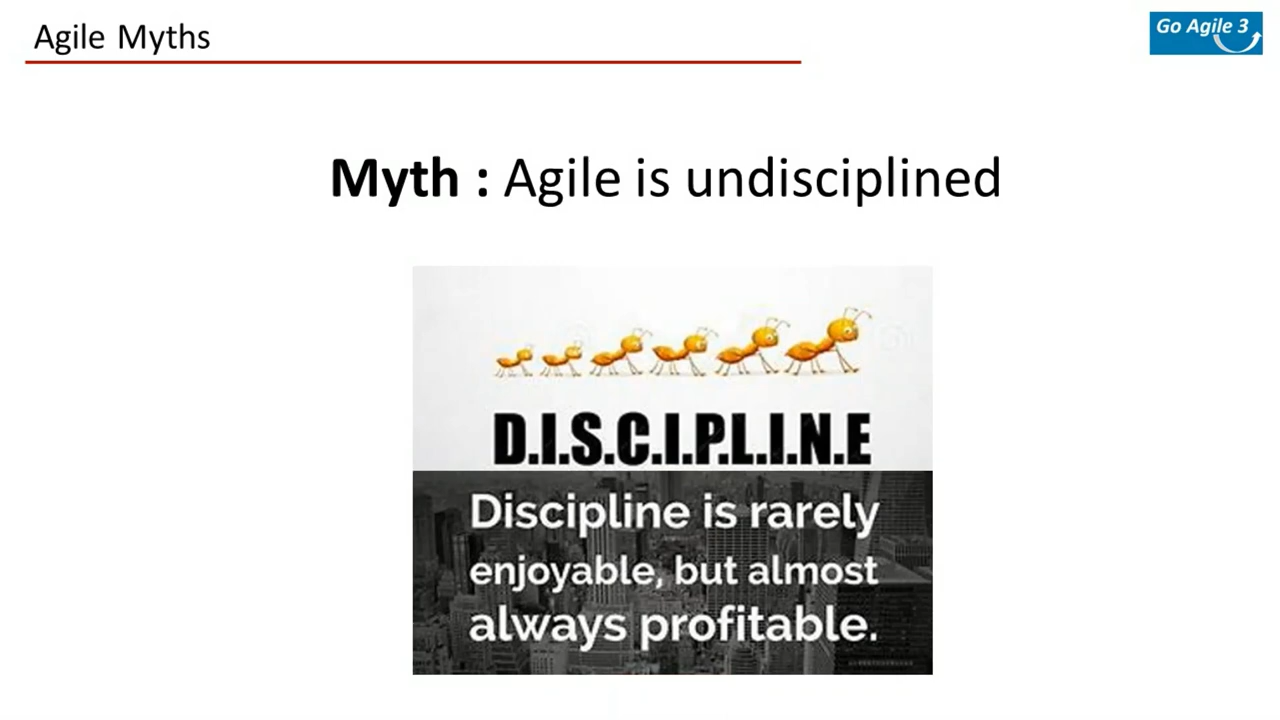 Agile Myths
Go Agile 3
Myth : Agile is undisciplined
D.I.S.C.I.P.L.I.N.E
Discipline is rarely
enjoyable, but almost
always profitable.